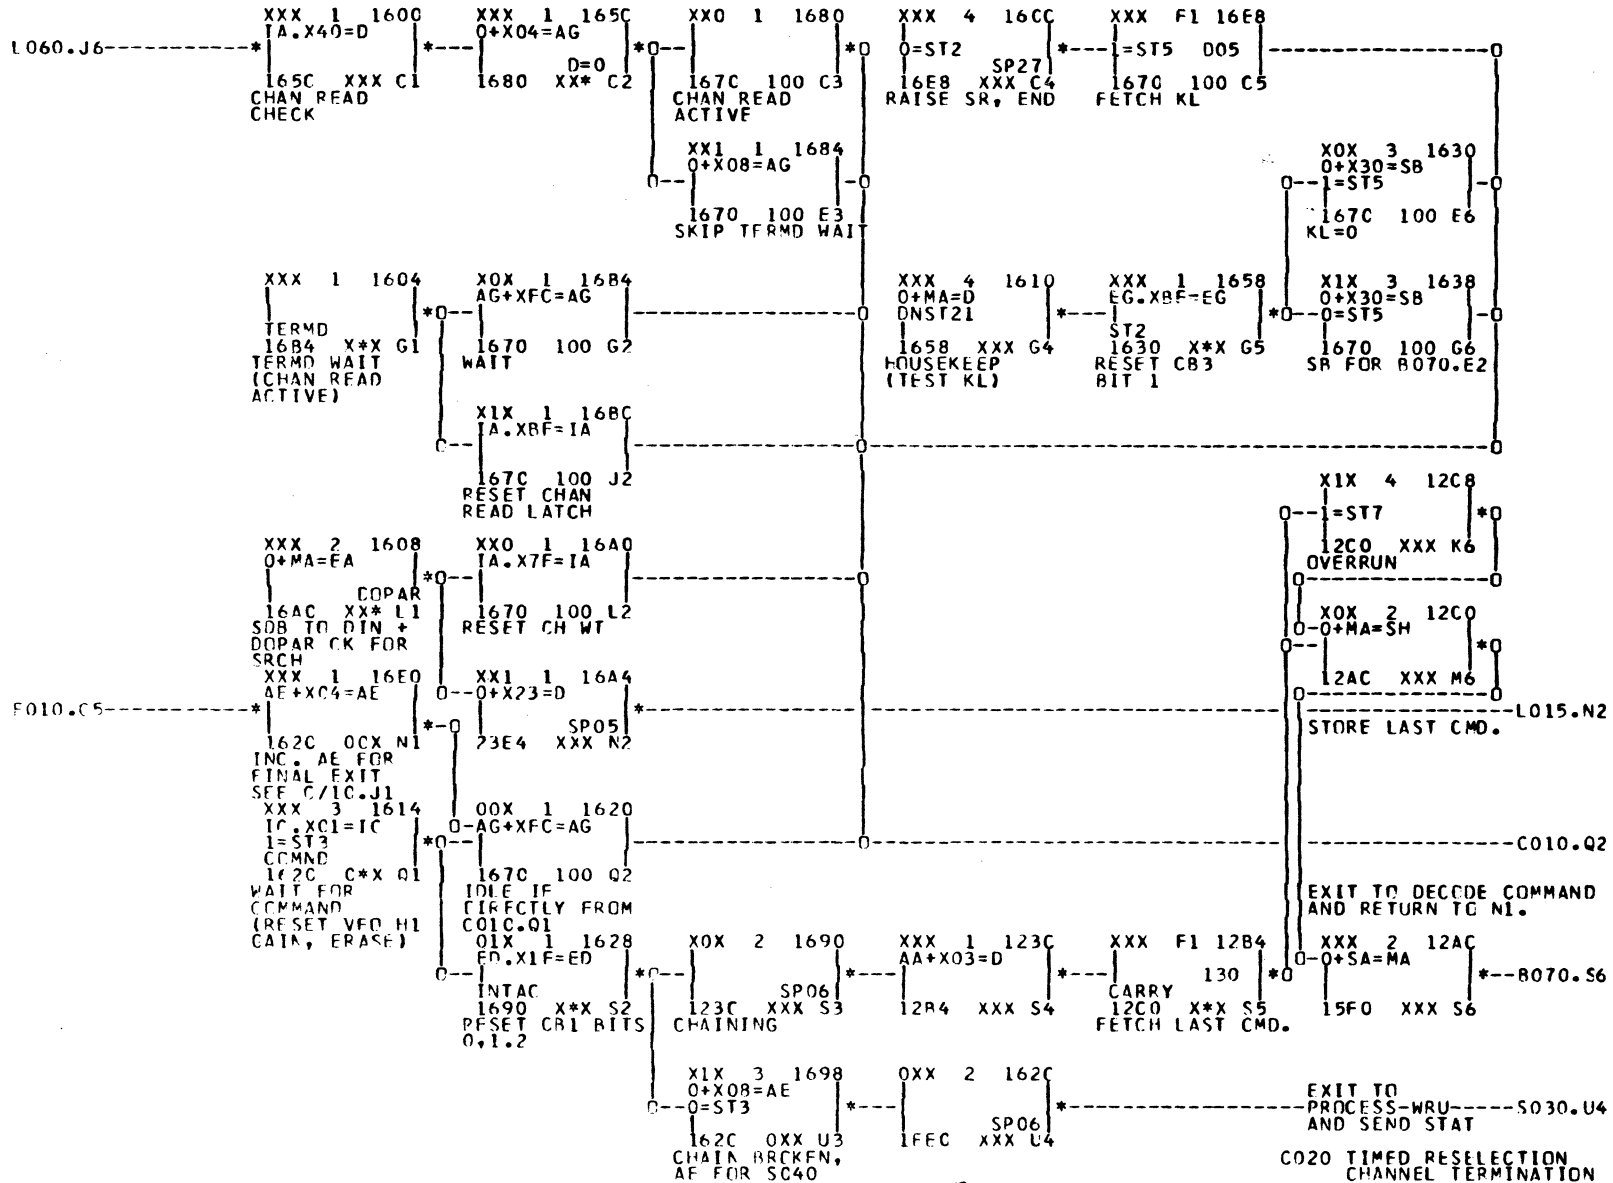 XXX 1 1600
IA.X40=D
165C XXX C1
CHAN READ
CHECK
XXX 1 165C
0+X04=AG
D=0
1680 XX* C2
XX0 1 1680
167C 100 C3
CHAN READ
ACTIVE
XXX 4 16CC
0=ST2
SP27
16E8 XXX C4
RAISE SR, END
XXX F1 16E8
1=ST5 D05
1670 100 C5
FETCH KL
L060.J6
XX1 1 1684
0+X08=AG
1670 100 E3
SKIP TERMD WAIT
X0X 3 1630
0+X30=SB
1=ST5
167C 100 E6
KL=0
XXX 1 1604
TERMD
16B4 X*X G1
TERMD WAIT
(CHAN READ
ACTIVE)
X0X 1 16B4
AG+XFC=AG
1670 100 G2
WAIT
XXX 4 1610
0+MA=D
DNST21
1658 XXX G4
HOUSEKEEP
(TEST KL)
XXX 1 1658
EG.XBF=EG
ST2
1630 X*X G5
RESET CB3
BIT 1
X1X 3 1638
0+X30=SB
0=ST5
1670 100 G6
SB FOR B070.E2
X1X 1 16BC
IA.XBF=IA
167C 100 J2
RESET CHAN
READ LATCH
X1X 4 12C8
1=ST7
12C0 XXX K6
OVERRUN
XXX 2 1608
0+MA=EA
DOPAR
16AC XX* L1
SDB TO DIN +
DOPAR CK FOR
SRCH
XX0 1 16A0
IA.X7F=IA
1670 100 L2
RESET CH WT
X0X 2 12C0
0+MA=SH
12AC XXX M6
STORE LAST CMD.
F010.C5
XXX 1 16E0
AE+XC4=AE
162C 0CX N1
INC. AE FOR
FINAL EXIT
SEE C/10.J1
XX1 1 16A4
0+X23=D
SP05
23E4 XXX N2
L015.N2
XXX 3 1614
IC.XC1=IC
1=ST3
COMND
162C C*X Q1
WAIT FOR
COMMAND
(RESET VFO HI
GAIN, ERASE)
00X 1 1620
AG+XFC=AG
167C 100 Q2
IDLE IF
DIRECTLY FROM
C010.Q1
C010.Q2
EXIT TO DECODE COMMAND
AND RETURN TO N1.
01X 1 1628
ED.X1F=ED
INTAC
1690 X*X S2
RESET CB1 BITS
0,1.2
X0X 2 1690
SP06
123C XXX S3
CHAINING
XXX 1 123C
AA+X03=D
12B4 XXX S4
XXX F1 12B4
130
CARRY
12C0 X*X S5
FETCH LAST CMD.
XXX 2 12AC
0+SA=MA
15F0 XXX S6
B070.S6
X1X 3 1698
0+X08=AE
0=ST3
162C 0XX U3
CHAIN BROKEN,
AE FOR SC40
0XX 2 162C
SP06
1FEC XXX U4
EXIT TO
PROCESS-WRU
AND SEND STAT
S030.U4
C020 TIMED RESELECTION
CHANNEL TERMINATION